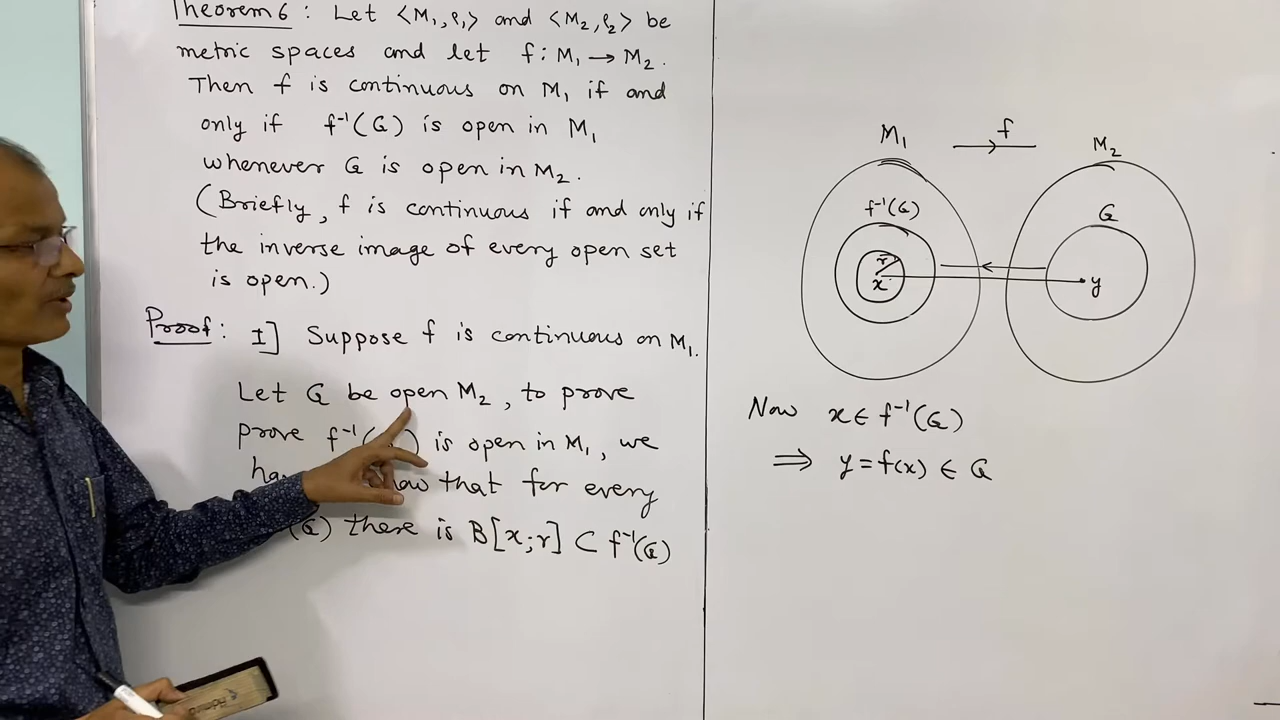 Theorem 6 : Let <M₁,ρ₁> and <M₂,ρ₂> be
metric spaces and let f : M₁ → M₂.
Then f is continuous on M₁ if and
only if f⁻¹(G) is open in M₁
whenever G is open in M₂.
(Briefly, f is continuous if and only if
the inverse image of every open set
is open.)
Proof : I] Suppose f is continuous on M₁.
Let G be open M₂, to prove
prove f⁻¹( ) is open in M₁, we
that for every
(G) there is B[x;r] ⊂ f⁻¹(G)
M₁ f M₂
f⁻¹(G) G
r
x y
Now x ∈ f⁻¹(G)
⟹ y = f(x) ∈ G